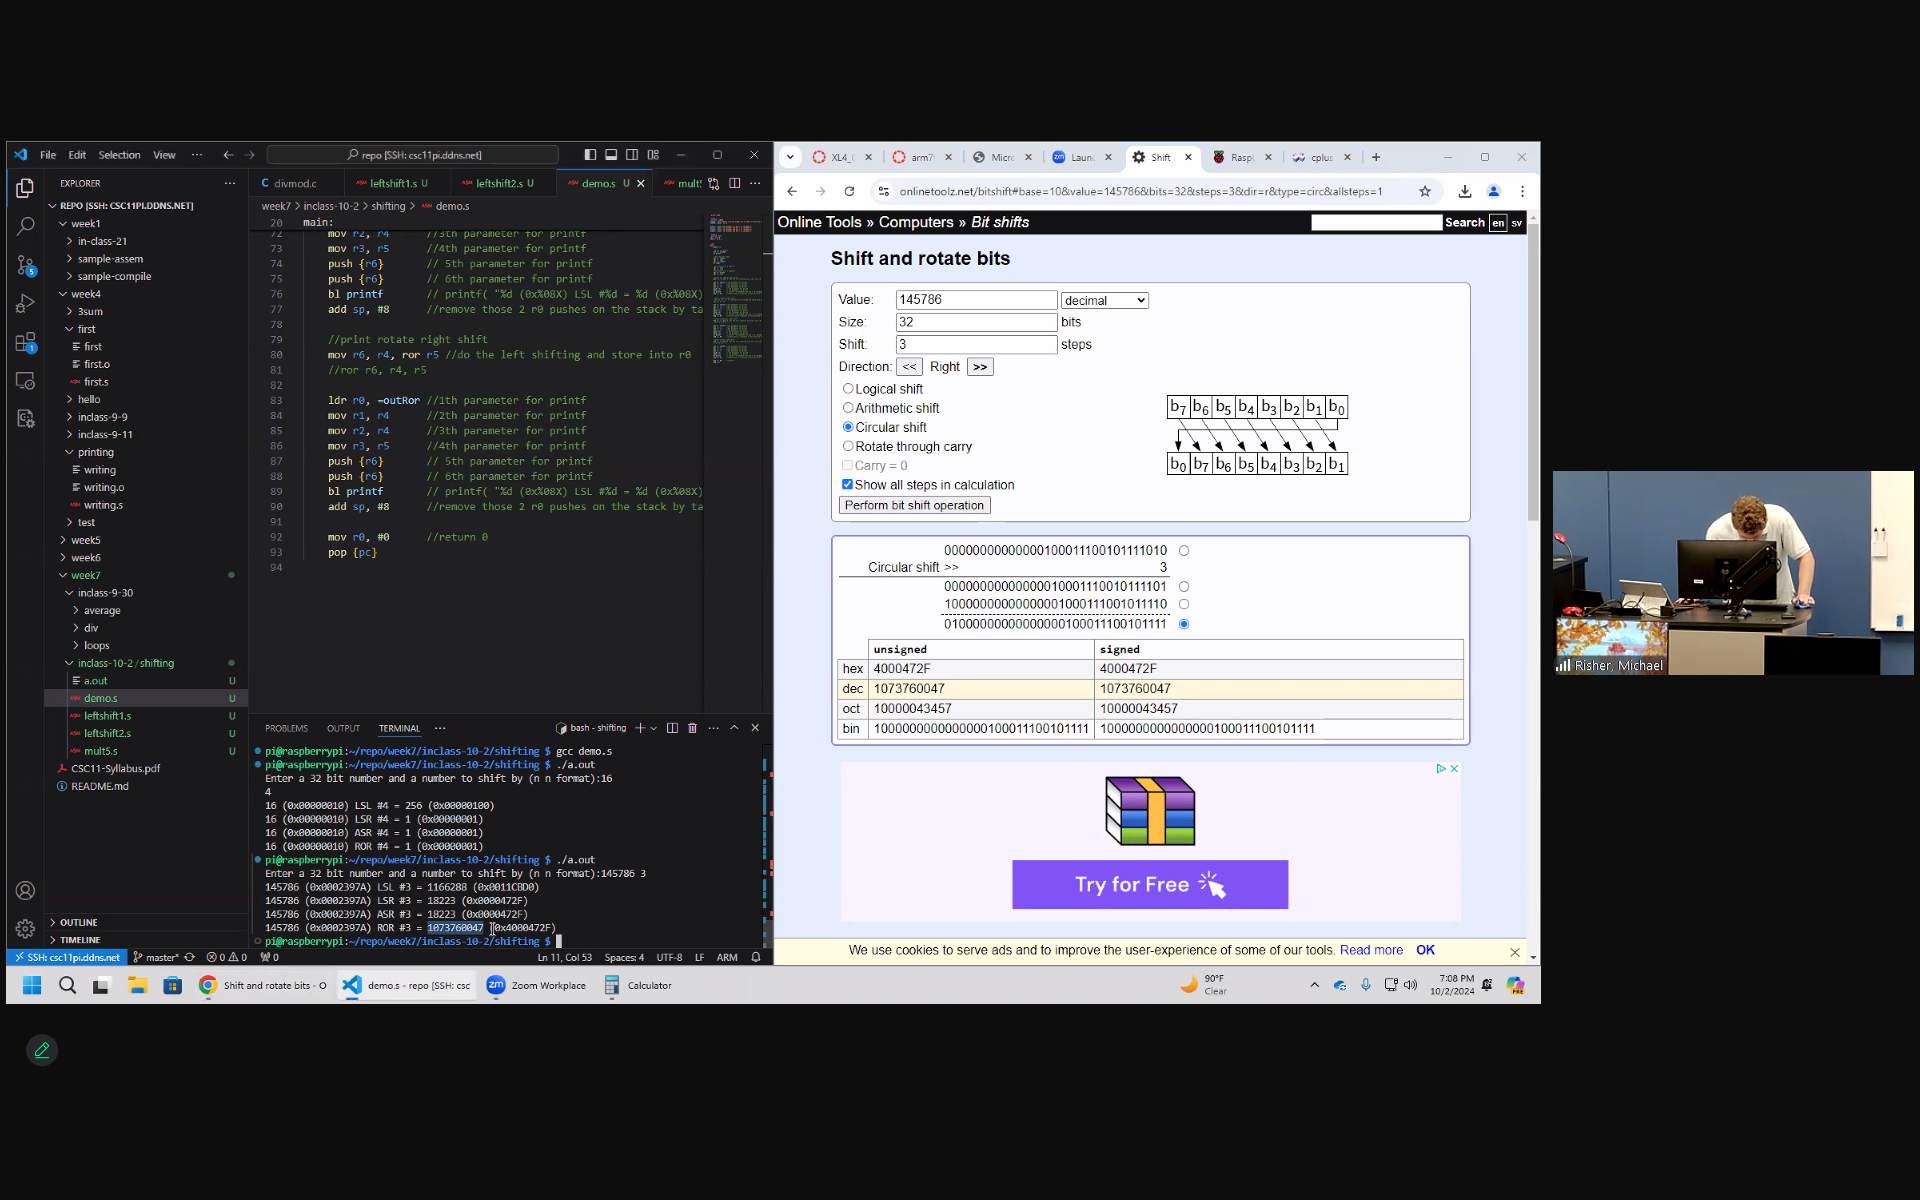 File Edit Selection View ··· repo [SSH: csc11pi.ddns.net]
EXPLORER
REPO [SSH: CSC11PI.DDNS.NET]
week1
in-class-21
sample-assem
sample-compile
week4
3sum
first
first
first.o
first.s
hello
inclass-9-9
inclass-9-11
printing
writing
writing.o
writing.s
test
week5
week6
week7
inclass-9-30
average
div
loops
inclass-10-2 / shifting
a.out U
demo.s U
leftshift1.s U
leftshift2.s U
mult5.s U
CSC11-Syllabus.pdf
README.md
OUTLINE
TIMELINE
divmod.c leftshift1.s U leftshift2.s U demo.s U
week7 > inclass-10-2 > shifting > demo.s
20 main:
72 mov r2, r4 //3th parameter for printf
73 mov r3, r5 //4th parameter for printf
74 push {r6} // 5th parameter for printf
75 push {r6} // 6th parameter for printf
76 bl printf // printf( "%d (0x%08X) LSL #%d = %d (0x%08X)
77 add sp, #8 //remove those 2 r0 pushes on the stack by ta
78
79 //print rotate right shift
80 mov r6, r4, ror r5 //do the left shifting and store into r0
81 //ror r6, r4, r5
82
83 ldr r0, =outRor //1th parameter for printf
84 mov r1, r4 //2th parameter for printf
85 mov r2, r4 //3th parameter for printf
86 mov r3, r5 //4th parameter for printf
87 push {r6} // 5th parameter for printf
88 push {r6} // 6th parameter for printf
89 bl printf // printf( "%d (0x%08X) LSL #%d = %d (0x%08X)
90 add sp, #8 //remove those 2 r0 pushes on the stack by ta
91
92 mov r0, #0 //return 0
93 pop {pc}
94
PROBLEMS OUTPUT TERMINAL ··· bash - shifting
pi@raspberrypi:~/repo/week7/inclass-10-2/shifting $ gcc demo.s
pi@raspberrypi:~/repo/week7/inclass-10-2/shifting $ ./a.out
Enter a 32 bit number and a number to shift by (n n format):16
4
16 (0x00000010) LSL #4 = 256 (0x00000100)
16 (0x00000010) LSR #4 = 1 (0x00000001)
16 (0x00000010) ASR #4 = 1 (0x00000001)
16 (0x00000010) ROR #4 = 1 (0x00000001)
pi@raspberrypi:~/repo/week7/inclass-10-2/shifting $ ./a.out
Enter a 32 bit number and a number to shift by (n n format):145786 3
145786 (0x0002397A) LSL #3 = 1166288 (0x0011CBD0)
145786 (0x0002397A) LSR #3 = 18223 (0x0000472F)
145786 (0x0002397A) ASR #3 = 18223 (0x0000472F)
145786 (0x0002397A) ROR #3 = 1073760047 (0x4000472F)
pi@raspberrypi:~/repo/week7/inclass-10-2/shifting $
SSH: csc11pi.ddns.net master* 0 0 0 Ln 11, Col 53 Spaces: 4 UTF-8 LF ARM
Shift
onlinetoolz.net/bitshift#base=10&value=145786&bits=32&steps=3&dir=r&type=circ&allsteps=1
Online Tools » Computers » Bit shifts Search en sv
Shift and rotate bits
Value: 145786 decimal
Size: 32 bits
Shift: 3 steps
Direction: << Right >>
Logical shift
Arithmetic shift
Circular shift
Rotate through carry
Carry = 0
Show all steps in calculation
Perform bit shift operation
b7 b6 b5 b4 b3 b2 b1 b0
b0 b7 b6 b5 b4 b3 b2 b1
00000000000000100011100101111010
Circular shift >> 3
00000000000000010001110010111101
10000000000000001000111001011110
01000000000000000100011100101111
unsigned signed
hex 4000472F 4000472F
dec 1073760047 1073760047
oct 10000043457 10000043457
bin 1000000000000000100011100101111 1000000000000000100011100101111
Try for Free
We use cookies to serve ads and to improve the user-experience of some of our tools. Read more OK
Shift and rotate bits - O demo.s - repo [SSH: csc Zoom Workplace Calculator
90°F
Clear
7:08 PM
10/2/2024
Risher, Michael